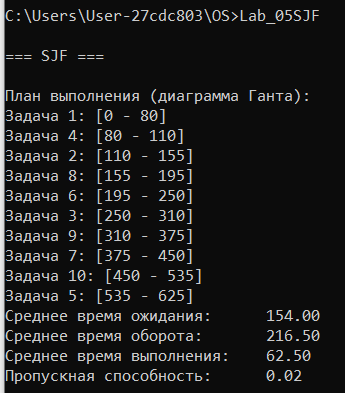 C:\Users\User-27cdc803\OS>Lab_05SJF
=== SJF ===
План выполнения (диаграмма Ганта):
Задача 1: [0 - 80]
Задача 4: [80 - 110]
Задача 2: [110 - 155]
Задача 8: [155 - 195]
Задача 6: [195 - 250]
Задача 3: [250 - 310]
Задача 9: [310 - 375]
Задача 7: [375 - 450]
Задача 10: [450 - 535]
Задача 5: [535 - 625]
Среднее время ожидания: 154.00
Среднее время оборота: 216.50
Среднее время выполнения: 62.50
Пропускная способность: 0.02